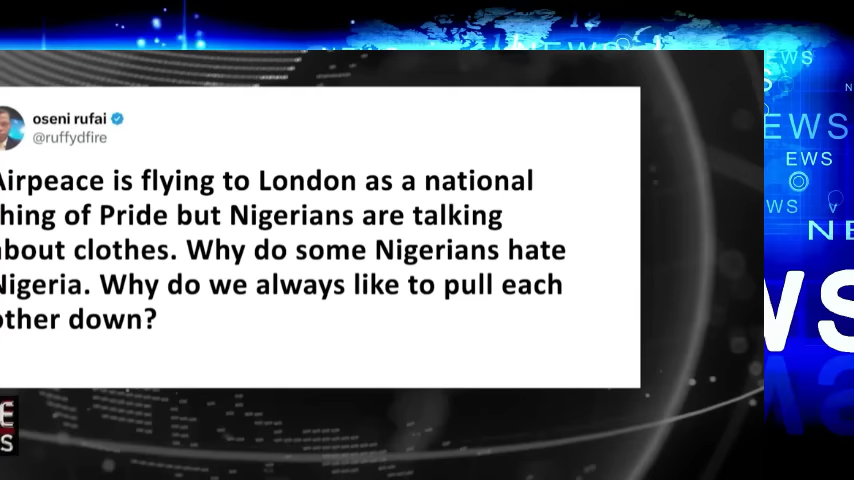 NEWS
EWS
oseni rufai
@ruffydfire
Airpeace is flying to London as a national
thing of Pride but Nigerians are talking
about clothes. Why do some Nigerians hate
Nigeria. Why do we always like to pull each
other down?
EWS
EWS
WS
NE
WS
E
S